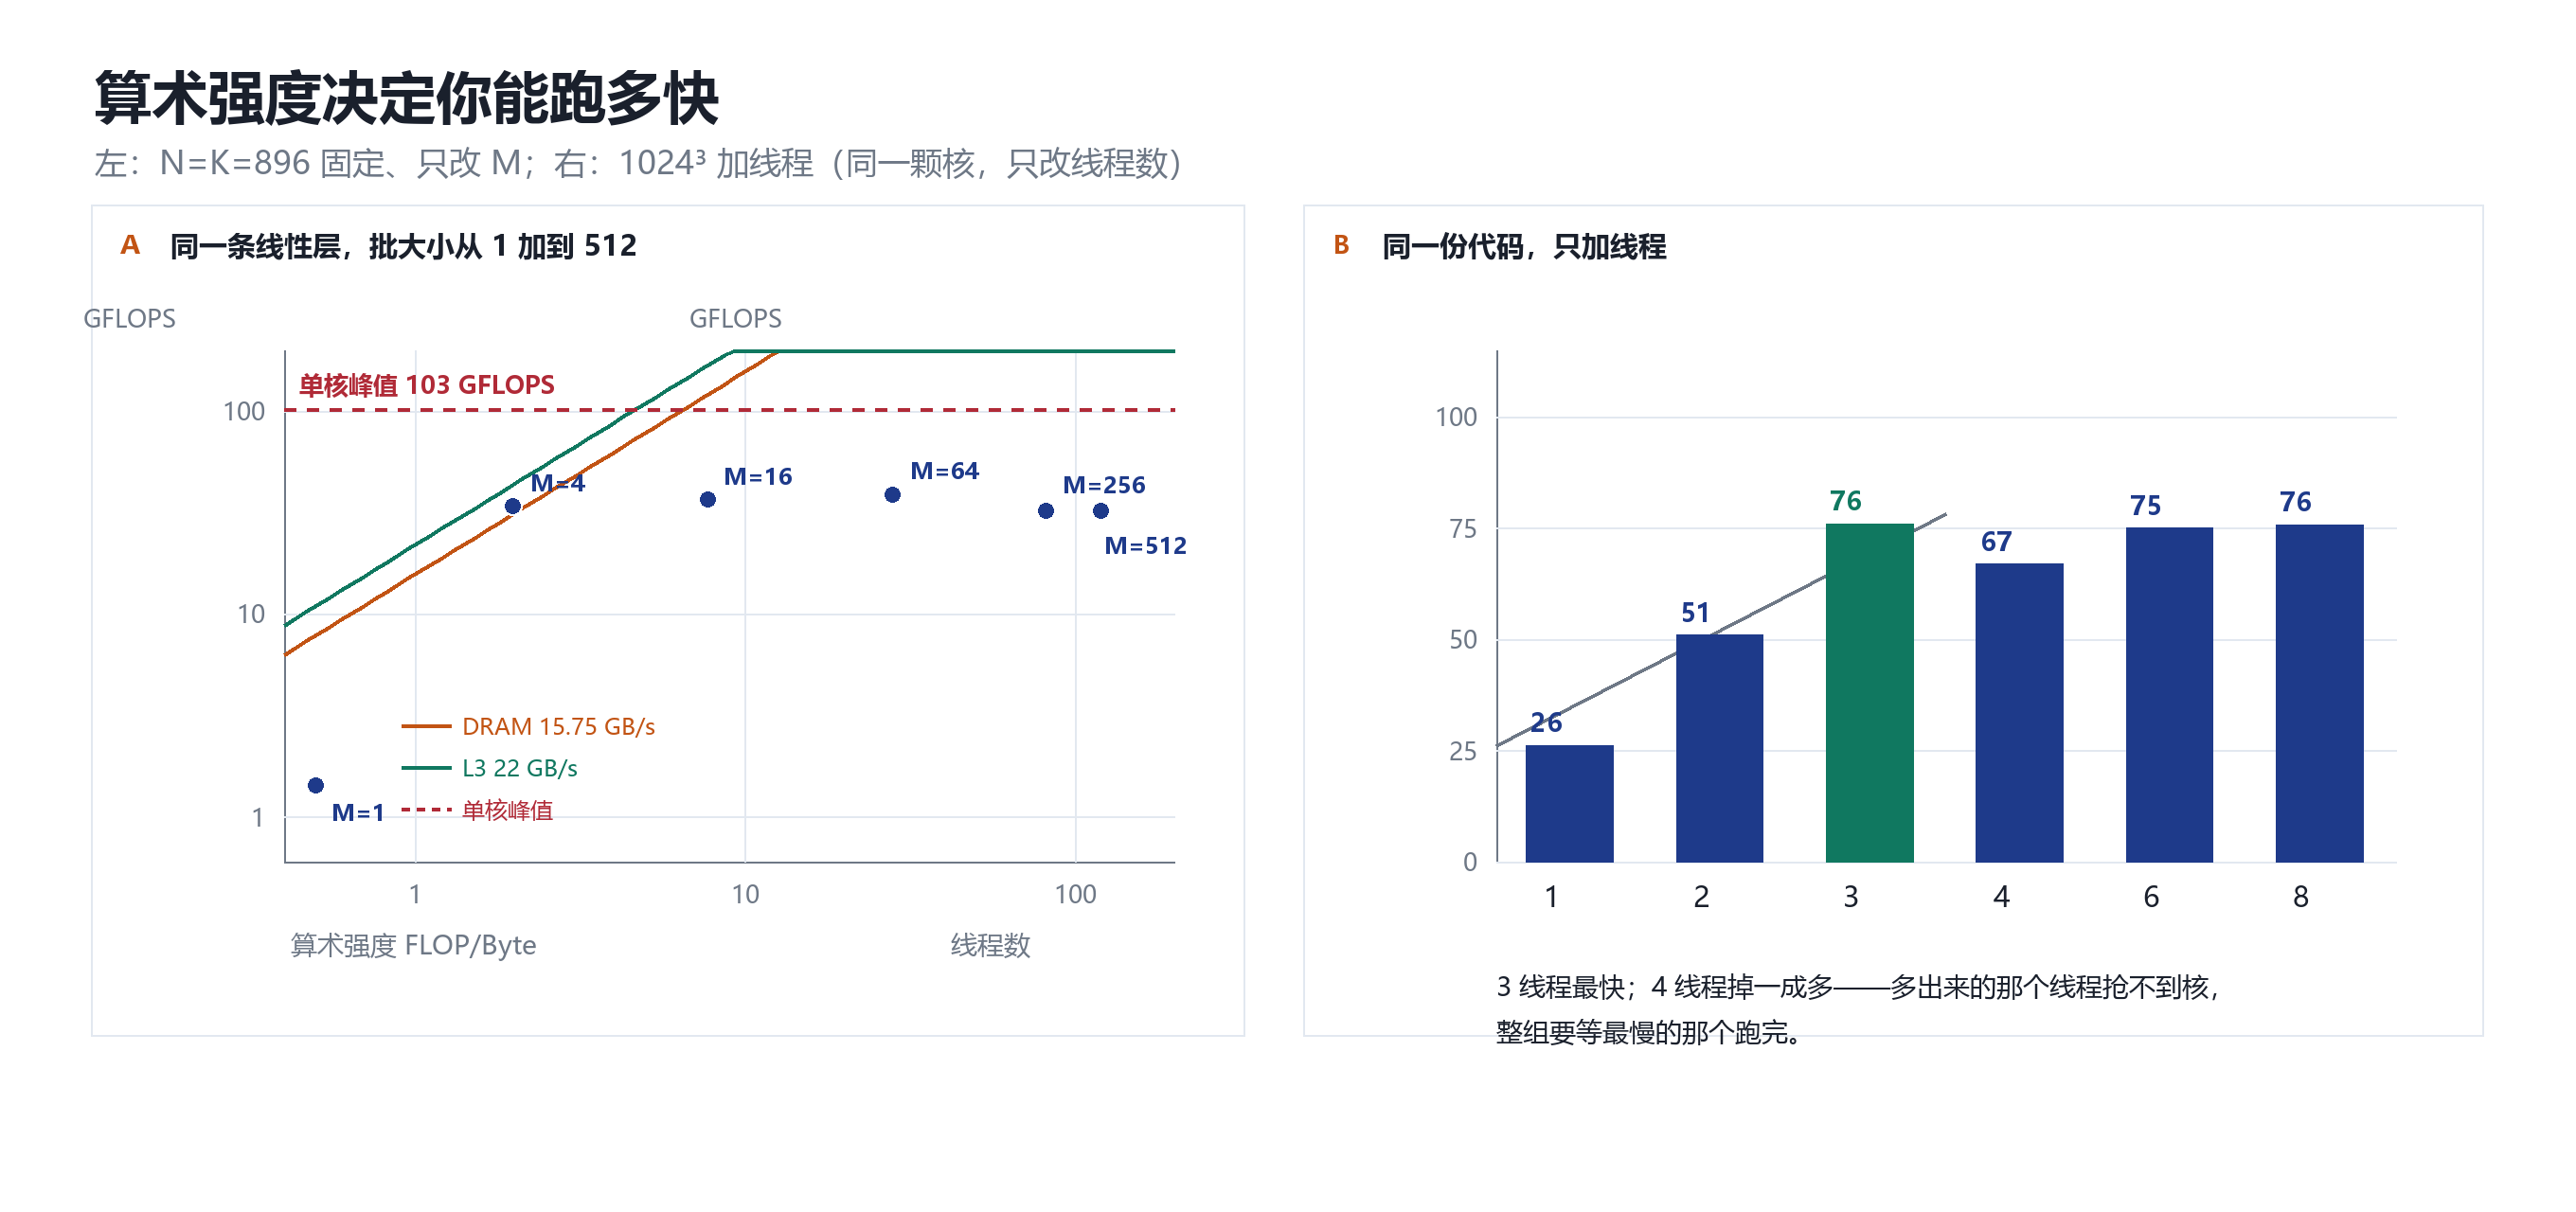 算术强度决定你能跑多快
左：N=K=896 固定、只改 M；右：1024³ 加线程（同一颗核，只改线程数）
A 同一条线性层，批大小从 1 加到 512
GFLOPS
GFLOPS
单核峰值 103 GFLOPS
100
10
1
M=4
M=16
M=64
M=256
M=512
M=1
DRAM 15.75 GB/s
L3 22 GB/s
单核峰值
1
10
100
算术强度 FLOP/Byte
线程数
B 同一份代码，只加线程
100
75
50
25
0
26
51
76
67
75
76
1
2
3
4
6
8
3 线程最快；4 线程掉一成多——多出来的那个线程抢不到核，
整组要等最慢的那个跑完。